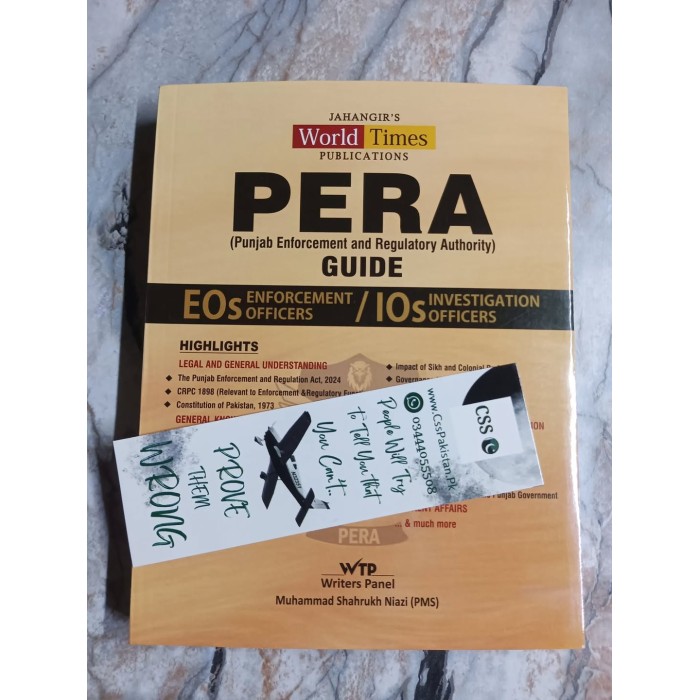 JAHANGIR'S
World Times
PUBLICATIONS
PERA
(Punjab Enforcement and Regulatory Authority)
GUIDE
EOs ENFORCEMENT OFFICERS / IOs INVESTIGATION OFFICERS
HIGHLIGHTS
LEGAL AND GENERAL UNDERSTANDING
The Punjab Enforcement and Regulation Act, 2024
CRPC 1898 (Relevant to Enforcement &Regulatory
Constitution of Pakistan, 1973
GENERAL
Impact of Sikh and Colonial
Punjab Government
AFFAIRS
& much more
CSS
www.CssPakistan.Pk
03444055508
People Will Try
to Tell You that
You Can't..
PROVE
THEM
WRONG
PERA
WTP
Writers Panel
Muhammad Shahrukh Niazi (PMS)